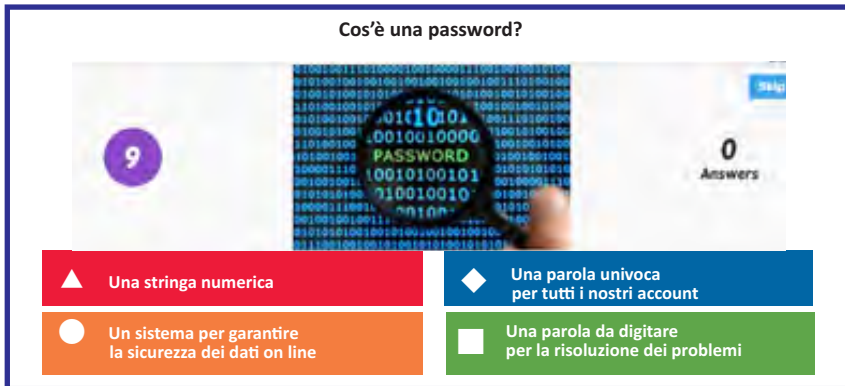 Cos'è una password?
Skip
9
PASSWORD
0
Answers
Una stringa numerica
Una parola univoca
per tutti i nostri account
Un sistema per garantire
la sicurezza dei dati on line
Una parola da digitare
per la risoluzione dei problemi